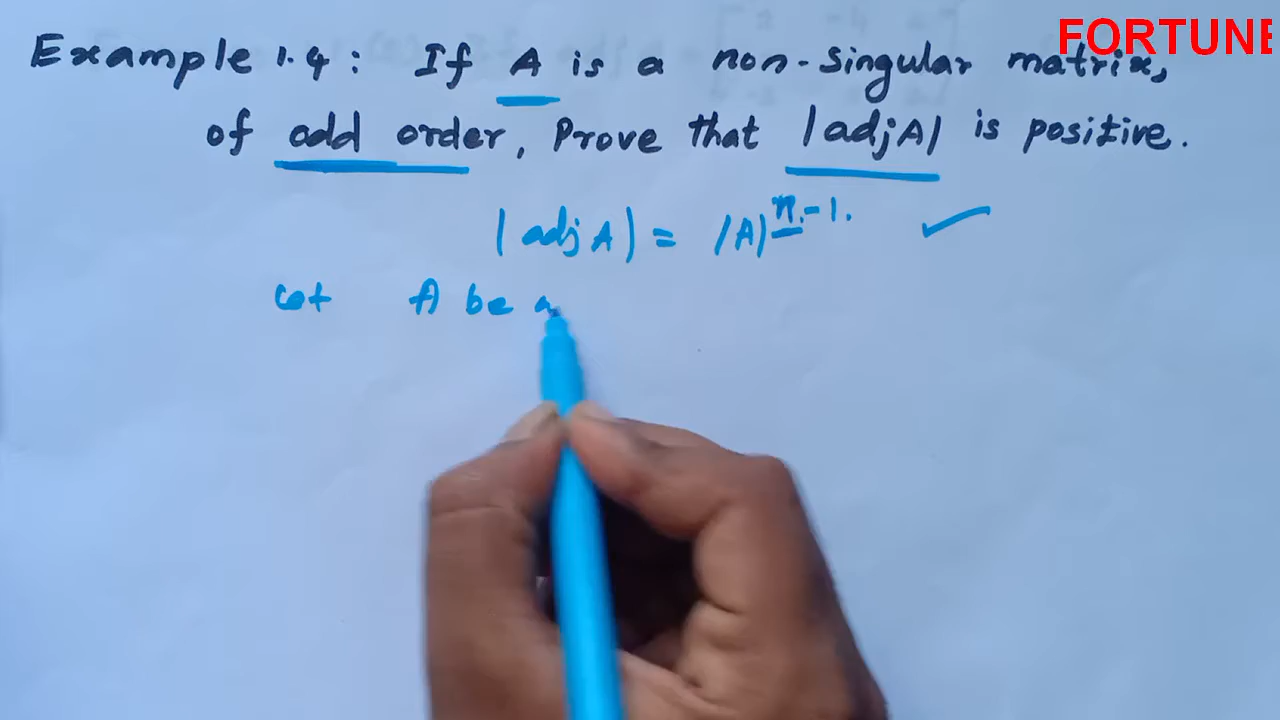 FORTUNE
Example 1.4 : If A is a non-singular matrix,
of odd order, Prove that |adjA| is positive.
|adj A| = |A|ⁿ⁻¹.
Let A be a